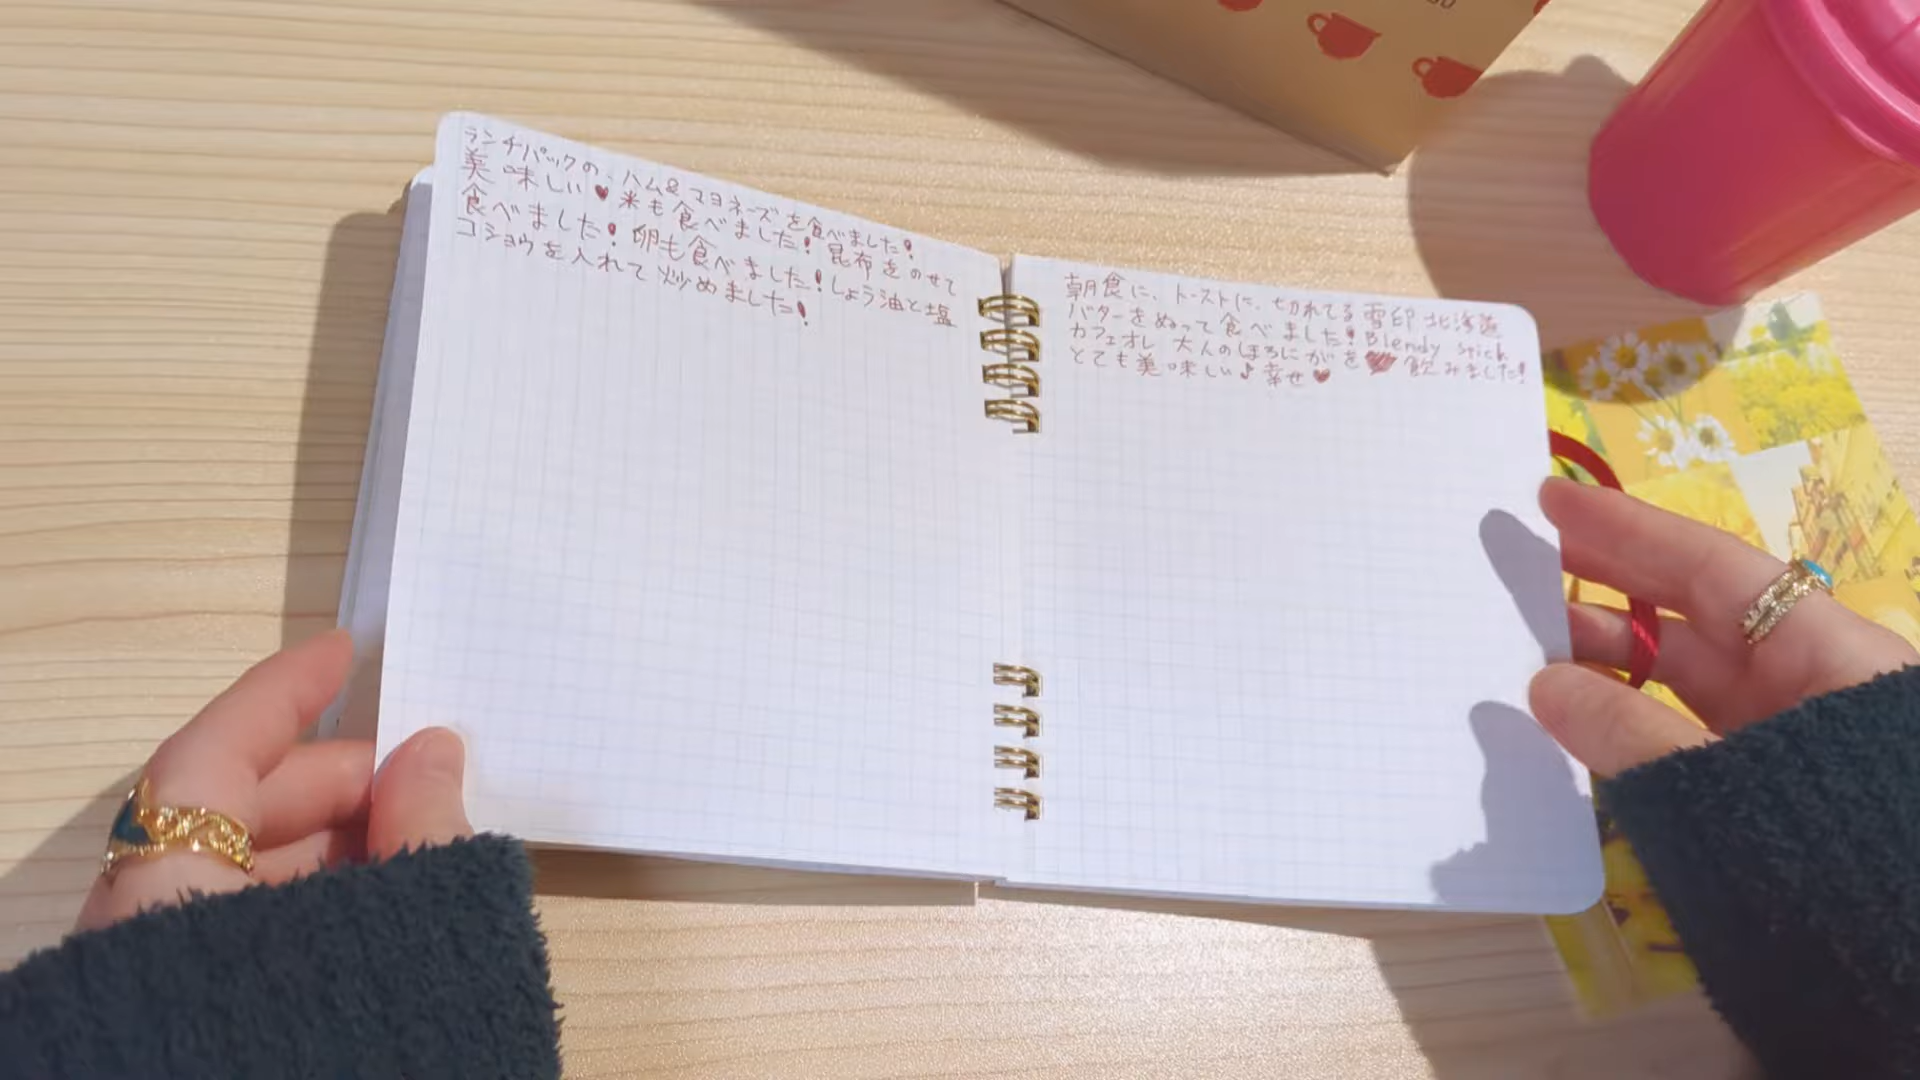 ランチパックの、ハム&マヨネーズを食べました!
美味しい♥米も食べました!昆布をのせて
食べました!卵も食べました!しょう油と塩
コショウを入れて炒めました!
朝食に、トーストに、切れてる雪印北海道
バターをぬって食べました!Blendy stick
カフェオレ 大人のほろにがを♥飲みました!
とても美味しい♪幸せ♥